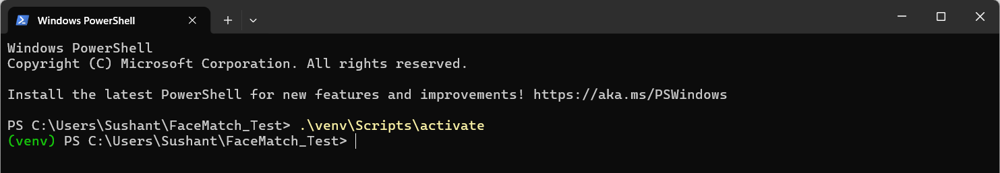 Windows PowerShell
Windows PowerShell
Copyright (C) Microsoft Corporation. All rights reserved.
Install the latest PowerShell for new features and improvements! https://aka.ms/PSWindows
PS C:\Users\Sushant\FaceMatch_Test> .\venv\Scripts\activate
(venv) PS C:\Users\Sushant\FaceMatch_Test>